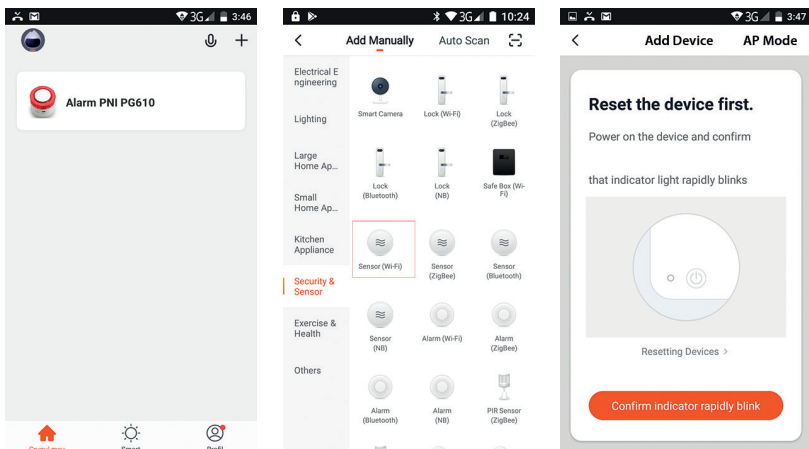 3G 3:46
Alarm PNI PG610
Smart
Profil
3G 10:24
Add Manually Auto Scan
Electrical E
ngineering
Lighting
Large
Home Ap...
Small
Home Ap...
Kitchen
Appliance
Security &
Sensor
Exercise &
Health
Others
Smart Camera
Lock (Wi-Fi)
Lock
(ZigBee)
Lock
(Bluetooth)
Lock
(NB)
Safe Box (Wi-
Fi)
Sensor (Wi-Fi)
Sensor
(ZigBee)
Sensor
(Bluetooth)
Sensor
(NB)
Alarm (Wi-Fi)
Alarm
(ZigBee)
Alarm
(Bluetooth)
Alarm
(NB)
PIR Sensor
(ZigBee)
3G 3:47
Add Device AP Mode
Reset the device first.
Power on the device and confirm
that indicator light rapidly blinks
Resetting Devices >
Confirm indicator rapidly blink